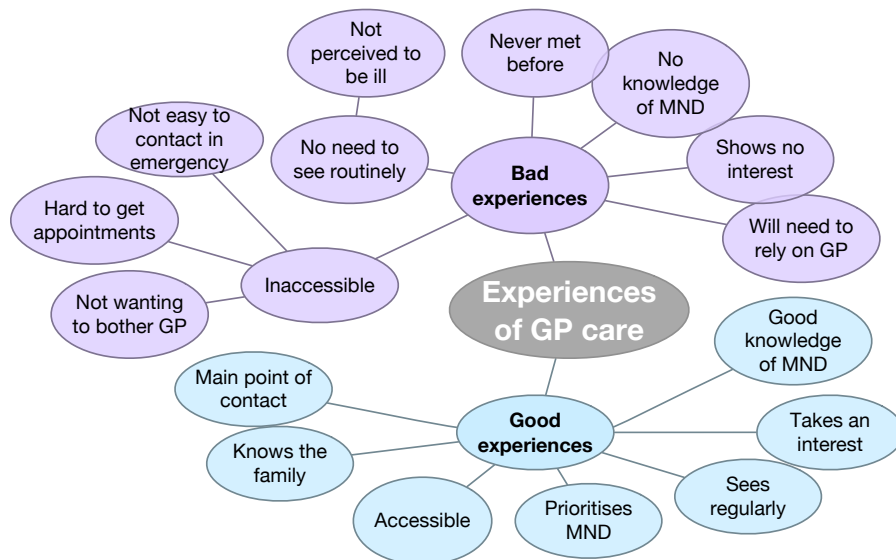 Not
perceived to
be ill
Never met
before
No
knowledge
of MND
Not easy to
contact in
emergency
No need to
see routinely
Bad
experiences
Shows no
interest
Hard to get
appointments
Will need to
rely on GP
Inaccessible
Not wanting
to bother GP
Experiences
of GP care
Good
knowledge
of MND
Main point of
contact
Good
experiences
Takes an
interest
Knows the
family
Sees
regularly
Accessible
Prioritises
MND